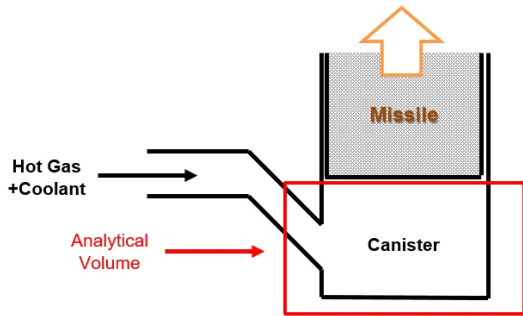 Missile
Hot Gas
+Coolant
Analytical
Volume
Canister